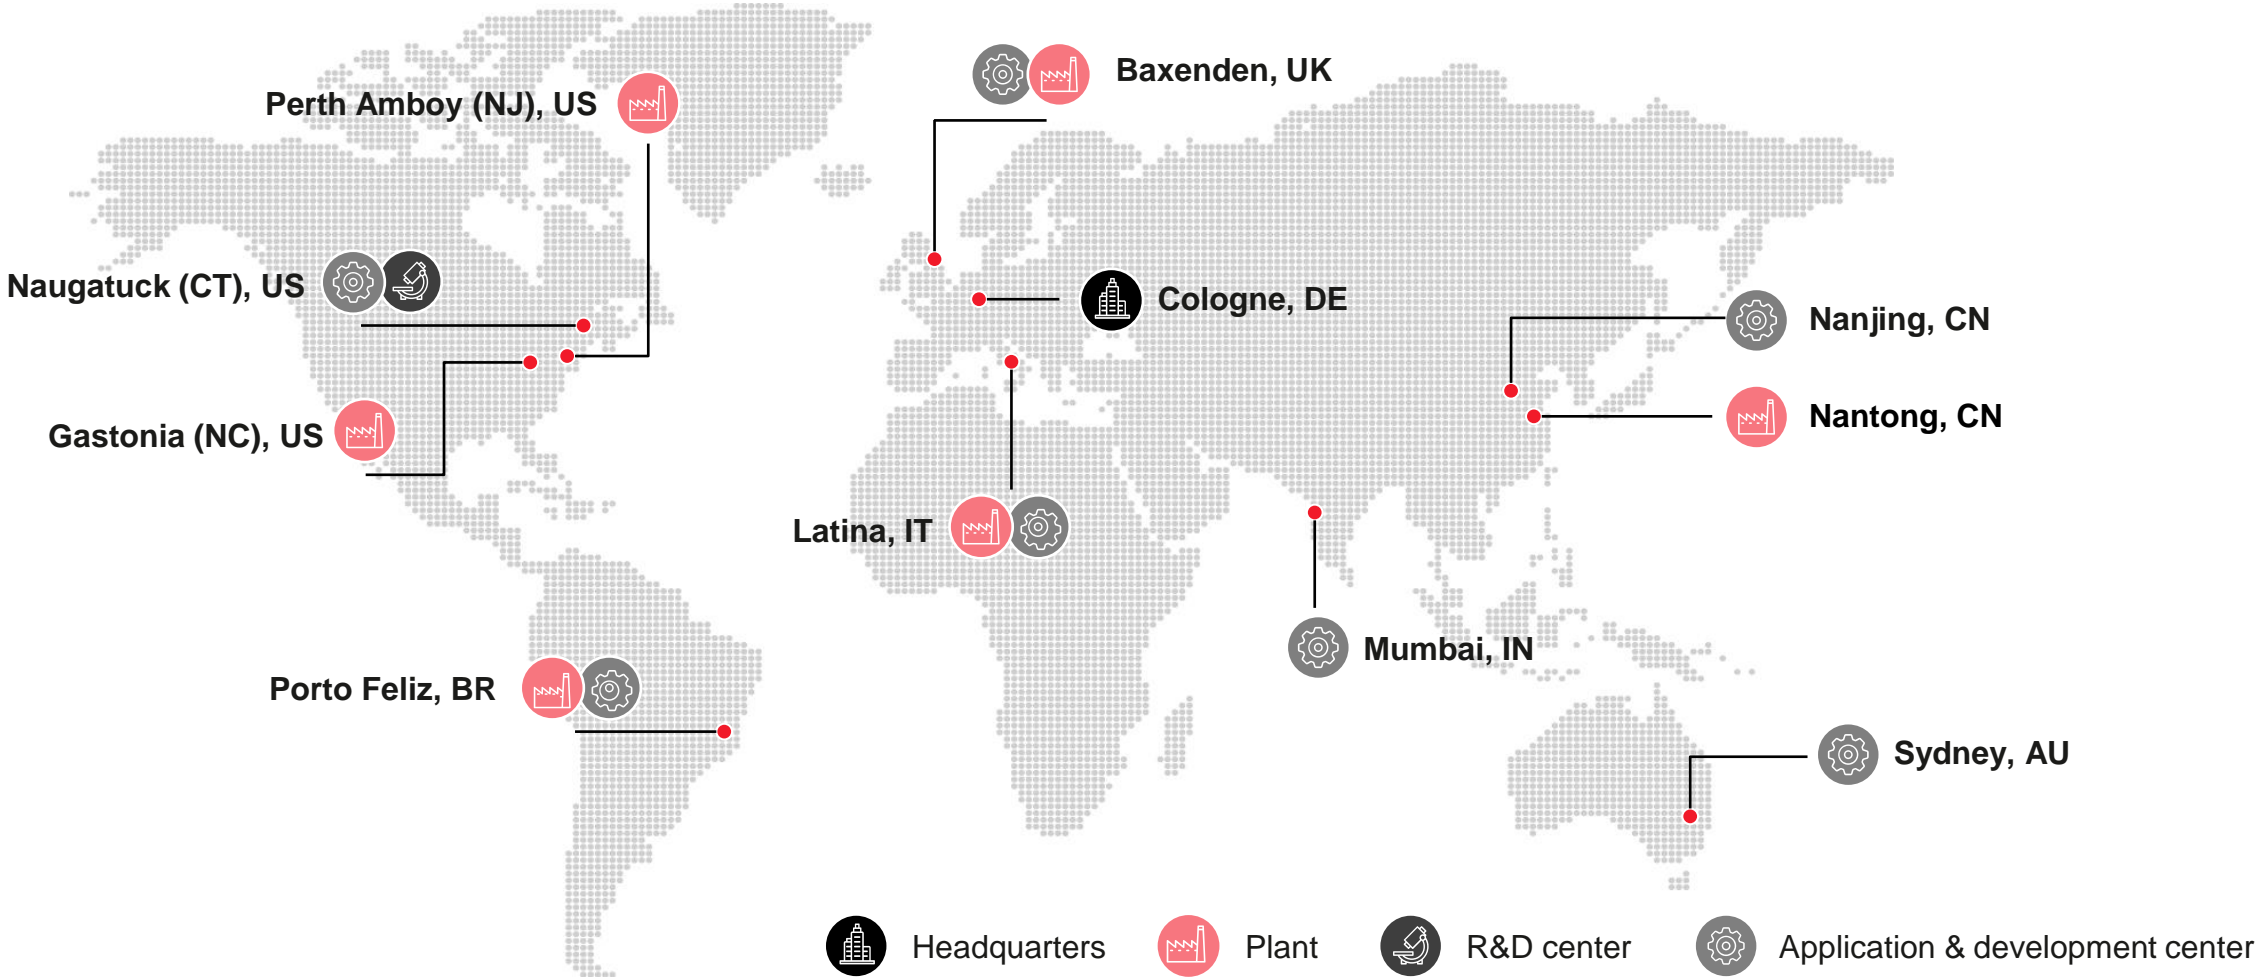 Baxenden, UK
Perth Amboy (NJ), US
Naugatuck (CT), US
Cologne, DE
Nanjing, CN
Nantong, CN
Gastonia (NC), US
Latina, IT
Mumbai, IN
Porto Feliz, BR
Sydney, AU
Headquarters
Plant
R&D center
Application & development center